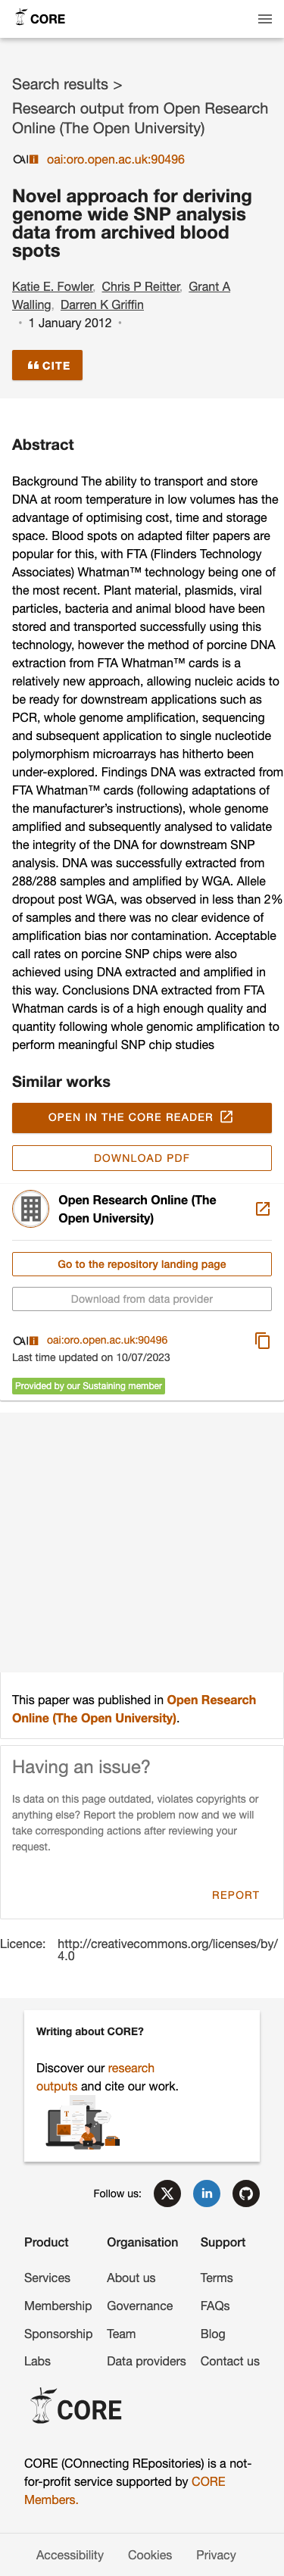 CORE
Search results >
Research output from Open Research
Online (The Open University)
OAI oai:oro.open.ac.uk:90496
Novel approach for deriving
genome wide SNP analysis
data from archived blood
spots
Katie E. Fowler, Chris P Reitter, Grant A
Walling, Darren K Griffin
• 1 January 2012 •
CITE
Abstract
Background The ability to transport and store
DNA at room temperature in low volumes has the
advantage of optimising cost, time and storage
space. Blood spots on adapted filter papers are
popular for this, with FTA (Flinders Technology
Associates) Whatman™ technology being one of
the most recent. Plant material, plasmids, viral
particles, bacteria and animal blood have been
stored and transported successfully using this
technology, however the method of porcine DNA
extraction from FTA Whatman™ cards is a
relatively new approach, allowing nucleic acids to
be ready for downstream applications such as
PCR, whole genome amplification, sequencing
and subsequent application to single nucleotide
polymorphism microarrays has hitherto been
under-explored. Findings DNA was extracted from
FTA Whatman™ cards (following adaptations of
the manufacturer’s instructions), whole genome
amplified and subsequently analysed to validate
the integrity of the DNA for downstream SNP
analysis. DNA was successfully extracted from
288/288 samples and amplified by WGA. Allele
dropout post WGA, was observed in less than 2%
of samples and there was no clear evidence of
amplification bias nor contamination. Acceptable
call rates on porcine SNP chips were also
achieved using DNA extracted and amplified in
this way. Conclusions DNA extracted from FTA
Whatman cards is of a high enough quality and
quantity following whole genomic amplification to
perform meaningful SNP chip studies
Similar works
OPEN IN THE CORE READER
DOWNLOAD PDF
Open Research Online (The
Open University)
Go to the repository landing page
Download from data provider
OAI oai:oro.open.ac.uk:90496
Last time updated on 10/07/2023
Provided by our Sustaining member
This paper was published in Open Research
Online (The Open University).
Having an issue?
Is data on this page outdated, violates copyrights or
anything else? Report the problem now and we will
take corresponding actions after reviewing your
request.
REPORT
Licence: http://creativecommons.org/licenses/by/
4.0
Writing about CORE?
Discover our research
outputs and cite our work.
Follow us:
Product Organisation Support
Services About us Terms
Membership Governance FAQs
Sponsorship Team Blog
Labs Data providers Contact us
CORE
CORE (COnnecting REpositories) is a not-
for-profit service supported by CORE
Members.
Accessibility Cookies Privacy